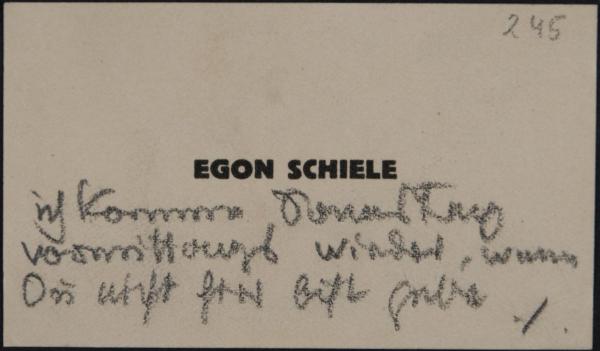 245
EGON SCHIELE
ich komme Donnerstag
vormittags wieder, wenn
Du nicht frei bist